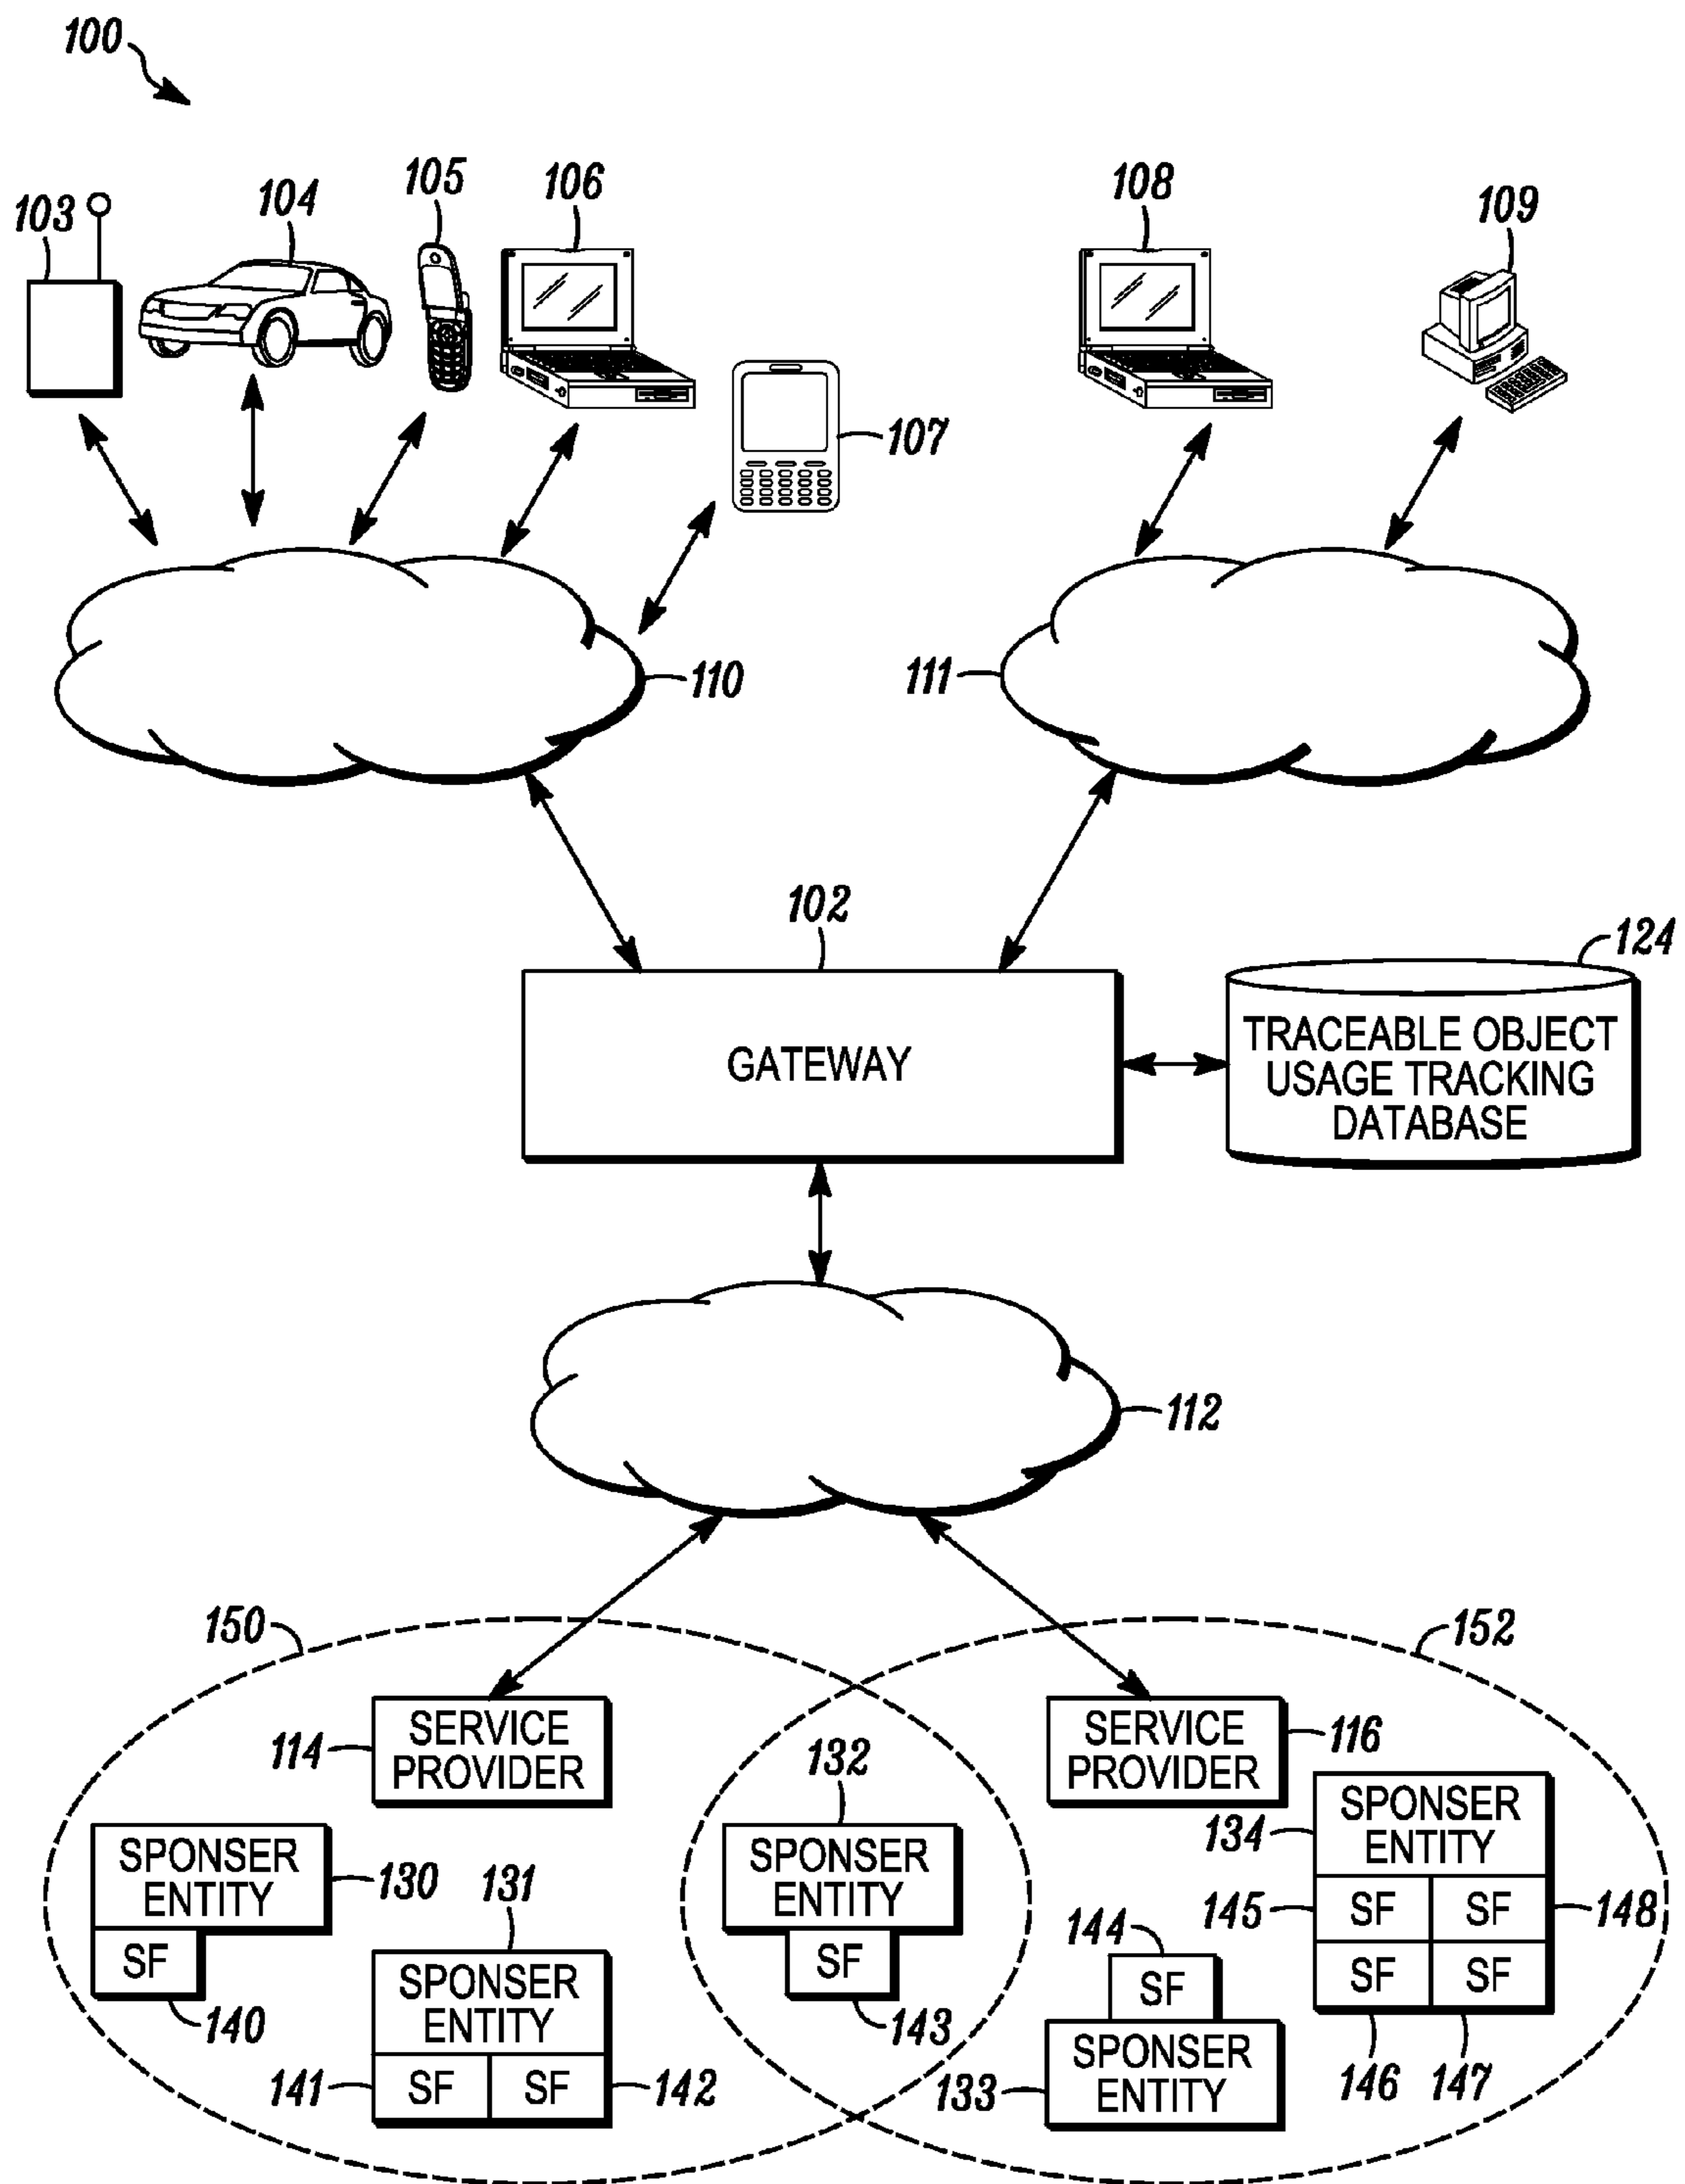 100
103
104
105
106
108
109
107
110
111
102
124
GATEWAY
TRACEABLE OBJECT
USAGE TRACKING
DATABASE
112
150
152
114
SERVICE
PROVIDER
SERVICE
PROVIDER
116
132
SPONSER
ENTITY
130
SF
140
131
SPONSER
ENTITY
141
SF
SF
142
SPONSER
ENTITY
SF
143
134
SPONSER
ENTITY
145
SF
SF
148
SF
SF
146
147
144
SF
133
SPONSER
ENTITY